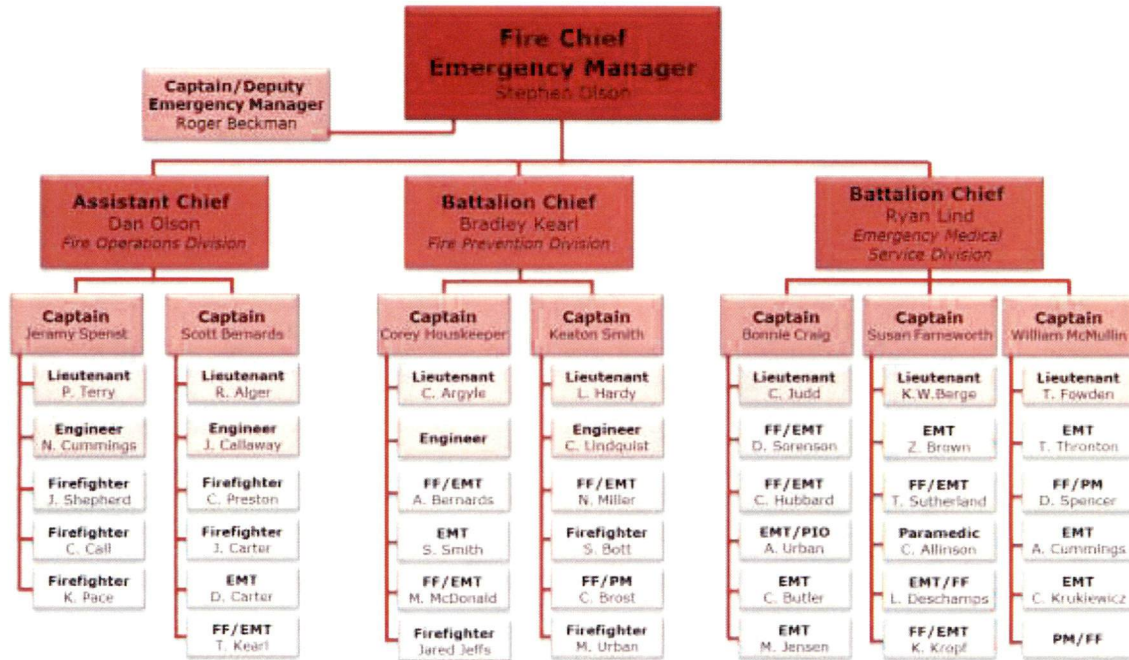 Fire Chief
Emergency Manager
Stephen Olson
Captain/Deputy
Emergency Manager
Roger Beckman
Assistant Chief
Dan Olson
Fire Operations Division
Battalion Chief
Bradley Kearl
Fire Prevention Division
Battalion Chief
Ryan Lind
Emergency Medical
Service Division
Captain
Jeramy Spenst
Lieutenant
P. Terry
Engineer
N. Cummings
Firefighter
J. Shepherd
Firefighter
C. Call
Firefighter
K. Pace
Captain
Scott Bernards
Lieutenant
R. Alger
Engineer
J. Callaway
Firefighter
C. Preston
Firefighter
J. Carter
EMT
D. Carter
FF/EMT
T. Kearl
Captain
Corey Houskeeper
Lieutenant
C. Argyle
Engineer
FF/EMT
A. Bernards
EMT
S. Smith
FF/EMT
M. McDonald
Firefighter
Jared Jeffs
Captain
Keaton Smith
Lieutenant
L. Hardy
Engineer
C. Lindquist
FF/EMT
N. Miller
Firefighter
S. Bott
FF/PM
C. Brost
Firefighter
M. Urban
Captain
Bonnie Craig
Lieutenant
C. Judd
FF/EMT
D. Sorenson
FF/EMT
C. Hubbard
EMT/PIO
A. Urban
EMT
C. Butler
EMT
M. Jensen
Captain
Susan Farnsworth
Lieutenant
K.W.Berge
EMT
Z. Brown
FF/EMT
T. Sutherland
Paramedic
C. Allinson
EMT/FF
L. Deschamps
FF/EMT
K. Kropf
Captain
William McNullin
Lieutenant
T. Fowden
EMT
T. Thronton
FF/PM
D. Spencer
EMT
A. Cummings
EMT
C. Krukiewicz
PM/FF